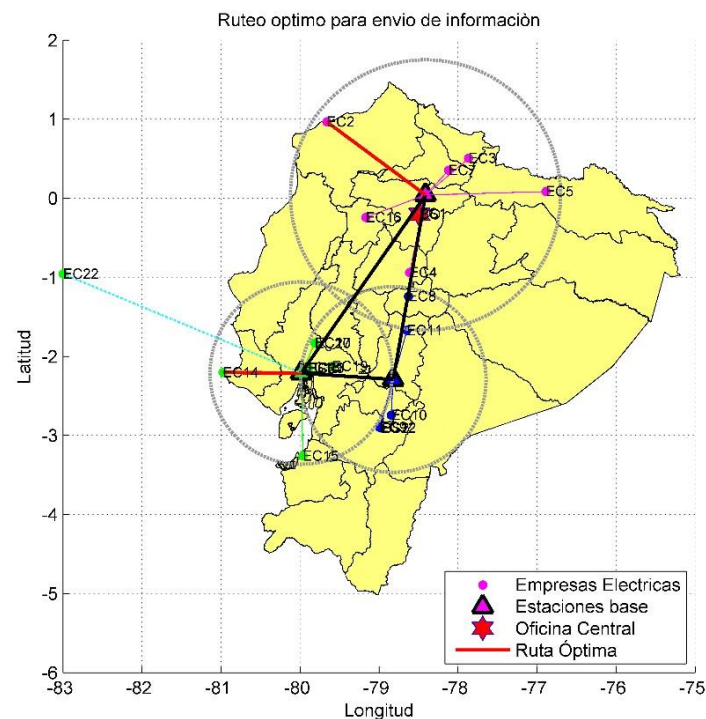 Ruteo optimo para envio de informaciòn
2
1
0
-1
-2
-3
-4
-5
-6
Latitud
EC2
EC3
EC7
EC5
EC16
EC4
EC22
EC8
EC11
EC14
EC10
EC15
-83
-82
-81
-80
-79
-78
-77
-76
-75
Longitud
Empresas Electricas
Estaciones base
Oficina Central
Ruta Óptima